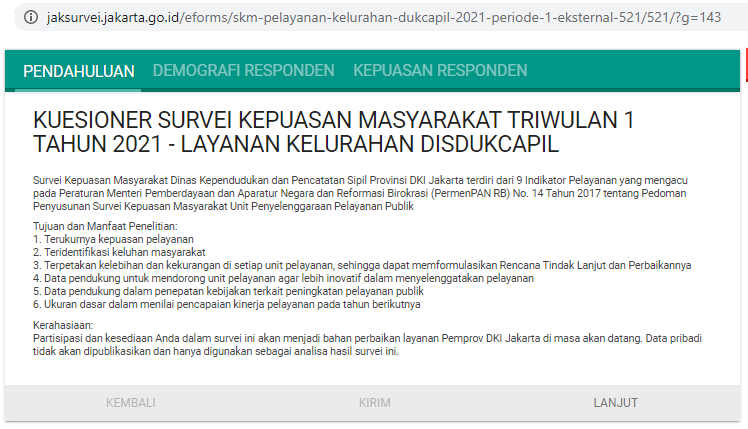 jaksurvei.jakarta.go.id/eforms/skm-pelayanan-kelurahan-dukcapil-2021-periode-1-eksternal-521/521/?g=143
PENDAHULUAN DEMOGRAFI RESPONDEN KEPUASAN RESPONDEN
KUESIONER SURVEI KEPUASAN MASYARAKAT TRIWULAN 1
TAHUN 2021 - LAYANAN KELURAHAN DISDUKCAPIL
Survei Kepuasan Masyarakat Dinas Kependudukan dan Pencatatan Sipil Provinsi DKI Jakarta terdiri dari 9 Indikator Pelayanan yang mengacu
pada Peraturan Menteri Pemberdayaan dan Aparatur Negara dan Reformasi Birokrasi (PermenPAN RB) No. 14 Tahun 2017 tentang Pedoman
Penyusunan Survei Kepuasan Masyarakat Unit Penyelenggaraan Pelayanan Publik
Tujuan dan Manfaat Penelitian:
1. Terukurnya kepuasan pelayanan
2. Teridentifikasi keluhan masyarakat
3. Terpetakan kelebihan dan kekurangan di setiap unit pelayanan, sehingga dapat memformulasikan Rencana Tindak Lanjut dan Perbaikannya
4. Data pendukung untuk mendorong unit pelayanan agar lebih inovatif dalam menyelenggatakan pelayanan
5. Data pendukung dalam penepatan kebijakan terkait peningkatan pelayanan publik
6. Ukuran dasar dalam menilai pencapaian kinerja pelayanan pada tahun berikutnya
Kerahasiaan:
Partisipasi dan kesediaan Anda dalam survei ini akan menjadi bahan perbaikan layanan Pemprov DKI Jakarta di masa akan datang. Data pribadi
tidak akan dipublikasikan dan hanya digunakan sebagai analisa hasil survei ini.
KEMBALI KIRIM LANJUT